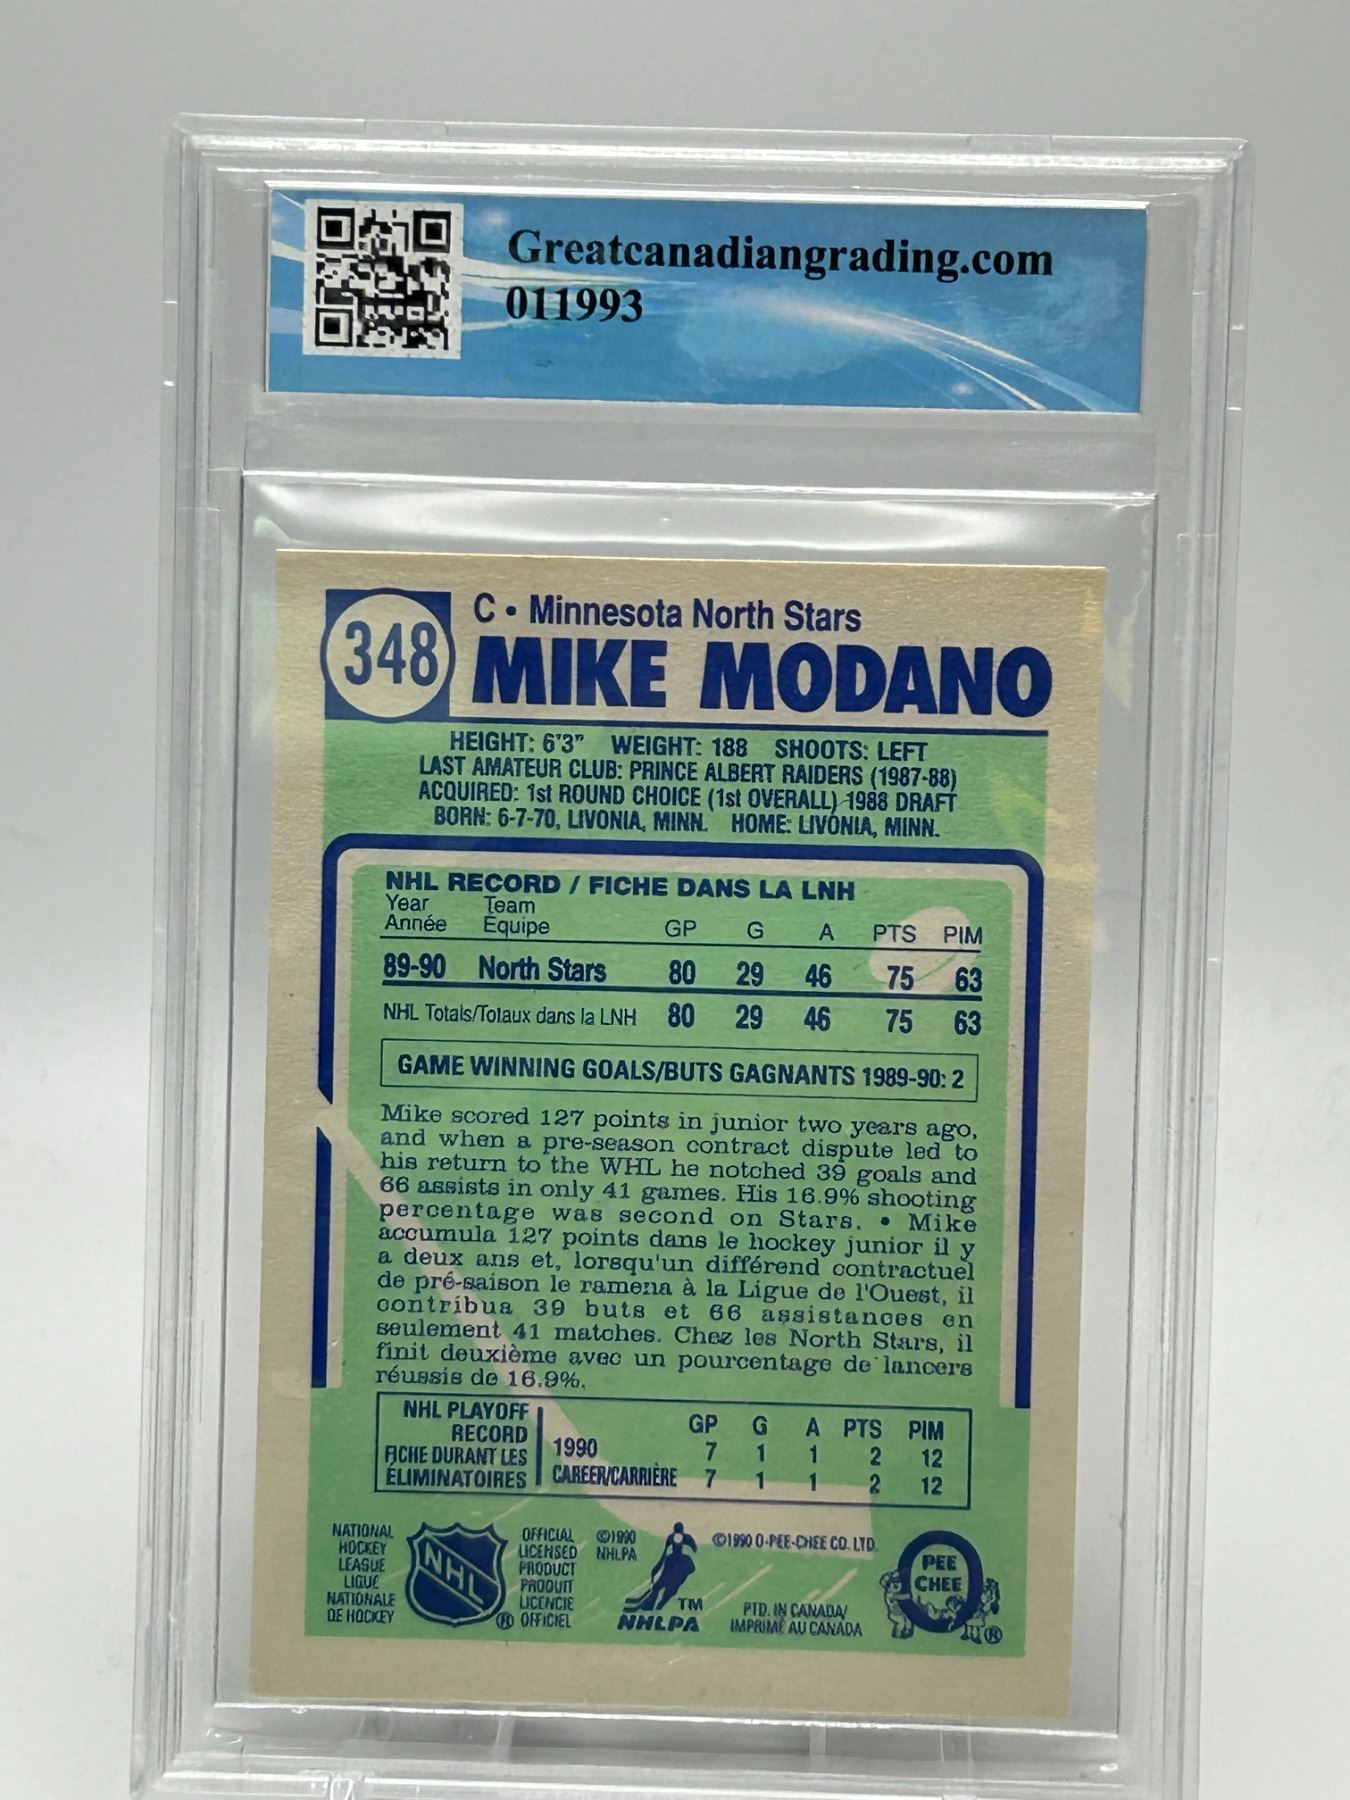 Greatcanadiangrading.com
011993
348
C • Minnesota North Stars
MIKE MODANO
HEIGHT: 6'3" WEIGHT: 188 SHOOTS: LEFT
LAST AMATEUR CLUB: PRINCE ALBERT RAIDERS (1987-88)
ACQUIRED: 1st ROUND CHOICE (1st OVERALL) 1988 DRAFT
BORN: 6-7-70, LIVONIA, MINN. HOME: LIVONIA, MINN.
NHL RECORD / FICHE DANS LA LNH
Year Team
Année Équipe GP G A PTS PIM
89-90 North Stars 80 29 46 75 63
NHL Totals/Totaux dans la LNH 80 29 46 75 63
GAME WINNING GOALS/BUTS GAGNANTS 1989-90: 2
Mike scored 127 points in junior two years ago,
and when a pre-season contract dispute led to
his return to the WHL he notched 39 goals and
66 assists in only 41 games. His 16.9% shooting
percentage was second on Stars. • Mike
accumula 127 points dans le hockey junior il y
a deux ans et, lorsqu'un différend contractuel
de pré-saison le ramena à la Ligue de l'Ouest, il
contribua 39 buts et 66 assistances en
seulement 41 matches. Chez les North Stars, il
finit deuxième avec un pourcentage de lancers
réussis de 16.9%.
NHL PLAYOFF
RECORD
FICHE DURANT LES
ÉLIMINATOIRES
GP G A PTS PIM
1990 7 1 1 2 12
CAREER/CARRIÈRE 7 1 1 2 12
NATIONAL
HOCKEY
LEAGUE
LIGUE
NATIONALE
DE HOCKEY
NHL
®
OFFICIAL
LICENSED
PRODUCT
PRODUIT
LICENCIE
OFFICIEL
©1990
NHLPA
TM
NHLPA
©1990 O-PEE-CHEE CO. LTD.
PTD. IN CANADA/
IMPRIMÉ AU CANADA
O
PEE
CHEE
®